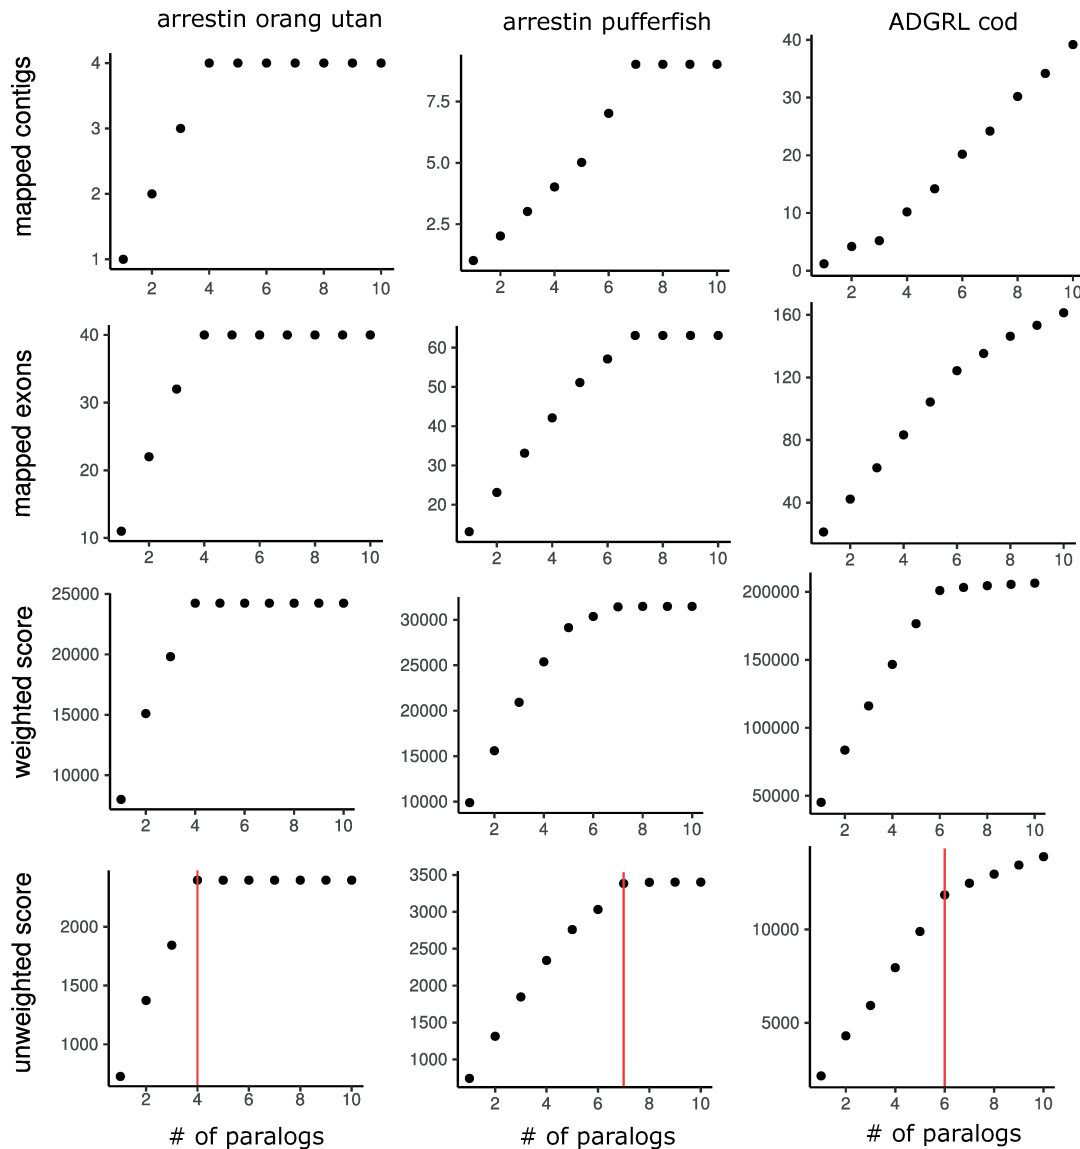 arrestin orang utan
arrestin pufferfish
ADGRL cod
mapped contigs
4
3
2
1
2 4 6 8 10
7.5
5.0
2.5
2 4 6 8 10
40
30
20
10
0
2 4 6 8 10
mapped exons
40
30
20
10
2 4 6 8 10
60
50
40
30
20
2 4 6 8 10
160
120
80
40
2 4 6 8 10
weighted score
25000
20000
15000
10000
2 4 6 8 10
30000
25000
20000
15000
10000
2 4 6 8 10
200000
150000
100000
50000
2 4 6 8 10
unweighted score
2000
1500
1000
2 4 6 8 10
3500
3000
2500
2000
1500
1000
2 4 6 8 10
10000
5000
2 4 6 8 10
# of paralogs
# of paralogs
# of paralogs